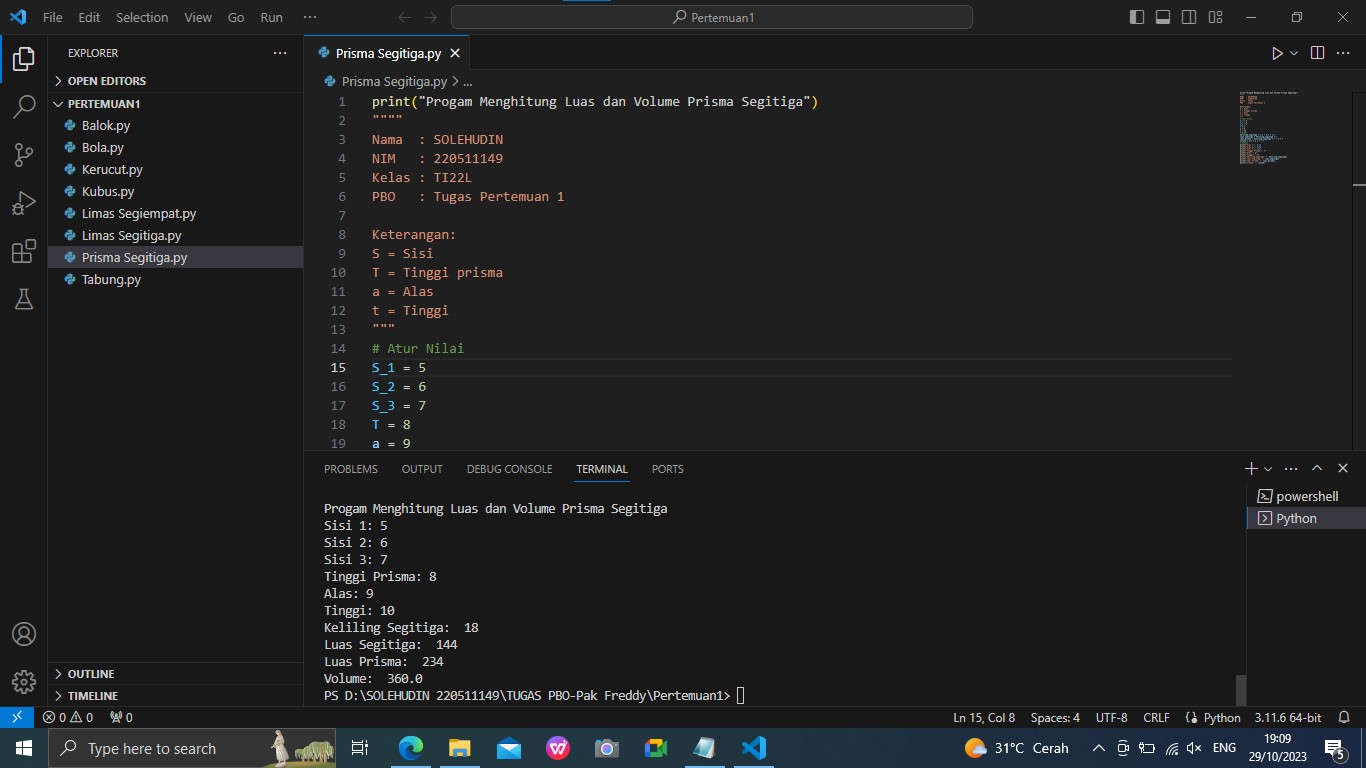 File Edit Selection View Go Run ···
Pertemuan1
EXPLORER
OPEN EDITORS
PERTEMUAN1
Balok.py
Bola.py
Kerucut.py
Kubus.py
Limas Segiempat.py
Limas Segitiga.py
Prisma Segitiga.py
Tabung.py
OUTLINE
TIMELINE
Prisma Segitiga.py
Prisma Segitiga.py > ...
1 print("Progam Menghitung Luas dan Volume Prisma Segitiga")
2 """"
3 Nama : SOLEHUDIN
4 NIM : 220511149
5 Kelas : TI22L
6 PBO : Tugas Pertemuan 1
7
8 Keterangan:
9 S = Sisi
10 T = Tinggi prisma
11 a = Alas
12 t = Tinggi
13 """
14 # Atur Nilai
15 S_1 = 5
16 S_2 = 6
17 S_3 = 7
18 T = 8
19 a = 9
PROBLEMS OUTPUT DEBUG CONSOLE TERMINAL PORTS
Progam Menghitung Luas dan Volume Prisma Segitiga
Sisi 1: 5
Sisi 2: 6
Sisi 3: 7
Tinggi Prisma: 8
Alas: 9
Tinggi: 10
Keliling Segitiga:  18
Luas Segitiga:  144
Luas Prisma:  234
Volume:  360.0
PS D:\SOLEHUDIN 220511149\TUGAS PBO-Pak Freddy\Pertemuan1>
powershell
Python
0 0 0
Ln 15, Col 8 Spaces: 4 UTF-8 CRLF Python 3.11.6 64-bit
Type here to search
31°C Cerah
ENG
19:09
29/10/2023
5